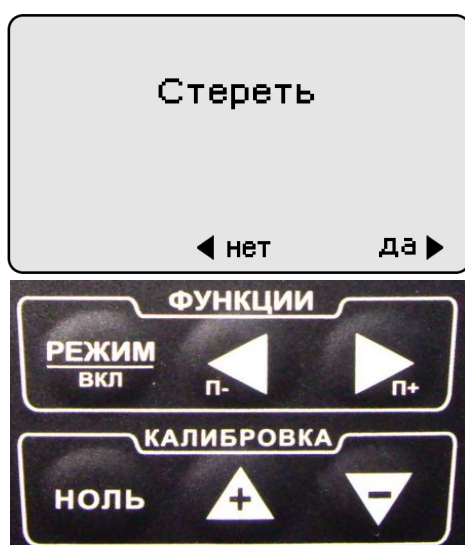 Стереть
◀ нет да ▶
ФУНКЦИИ
РЕЖИМ
ВКЛ П- П+
КАЛИБРОВКА
НОЛЬ + -